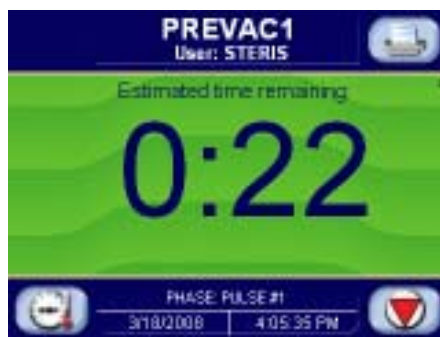 PREVAC1
User: STERIS
Estimated time remaining
0:22
PHASE: PULSE #1
3/18/2008 4:05:35 PM